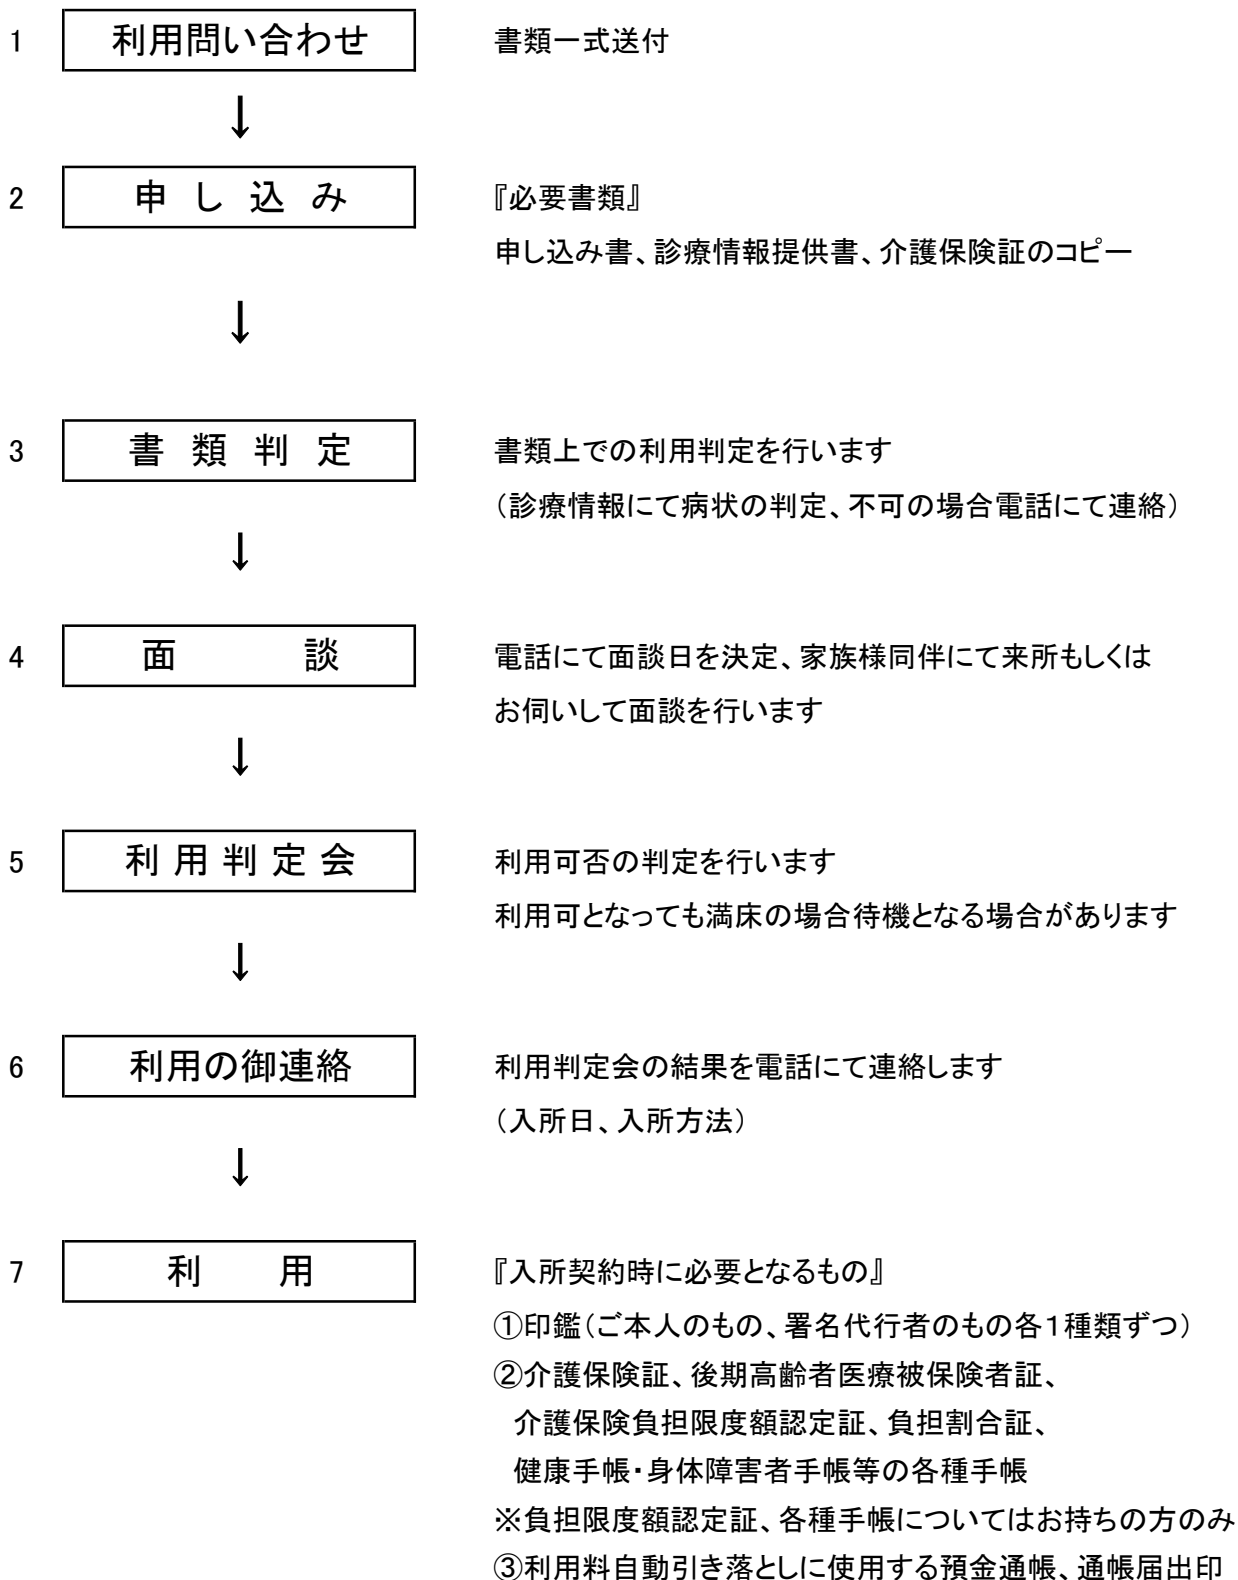 1 利用問い合わせ 書類一式送付
↓
2 申し込み 『必要書類』
申し込み書、診療情報提供書、介護保険証のコピー
↓
3 書類判定 書類上での利用判定を行います
（診療情報にて病状の判定、不可の場合電話にて連絡）
↓
4 面談 電話にて面談日を決定、家族様同伴にて来所もしくは
お伺いして面談を行います
↓
5 利用判定会 利用可否の判定を行います
利用可となっても満床の場合待機となる場合があります
↓
6 利用の御連絡 利用判定会の結果を電話にて連絡します
（入所日、入所方法）
↓
7 利用 『入所契約時に必要となるもの』
①印鑑（ご本人のもの、署名代行者のもの各１種類ずつ）
②介護保険証、後期高齢者医療被保険者証、
介護保険負担限度額認定証、負担割合証、
健康手帳・身体障害者手帳等の各種手帳
※負担限度額認定証、各種手帳についてはお持ちの方のみ
③利用料自動引き落としに使用する預金通帳、通帳届出印